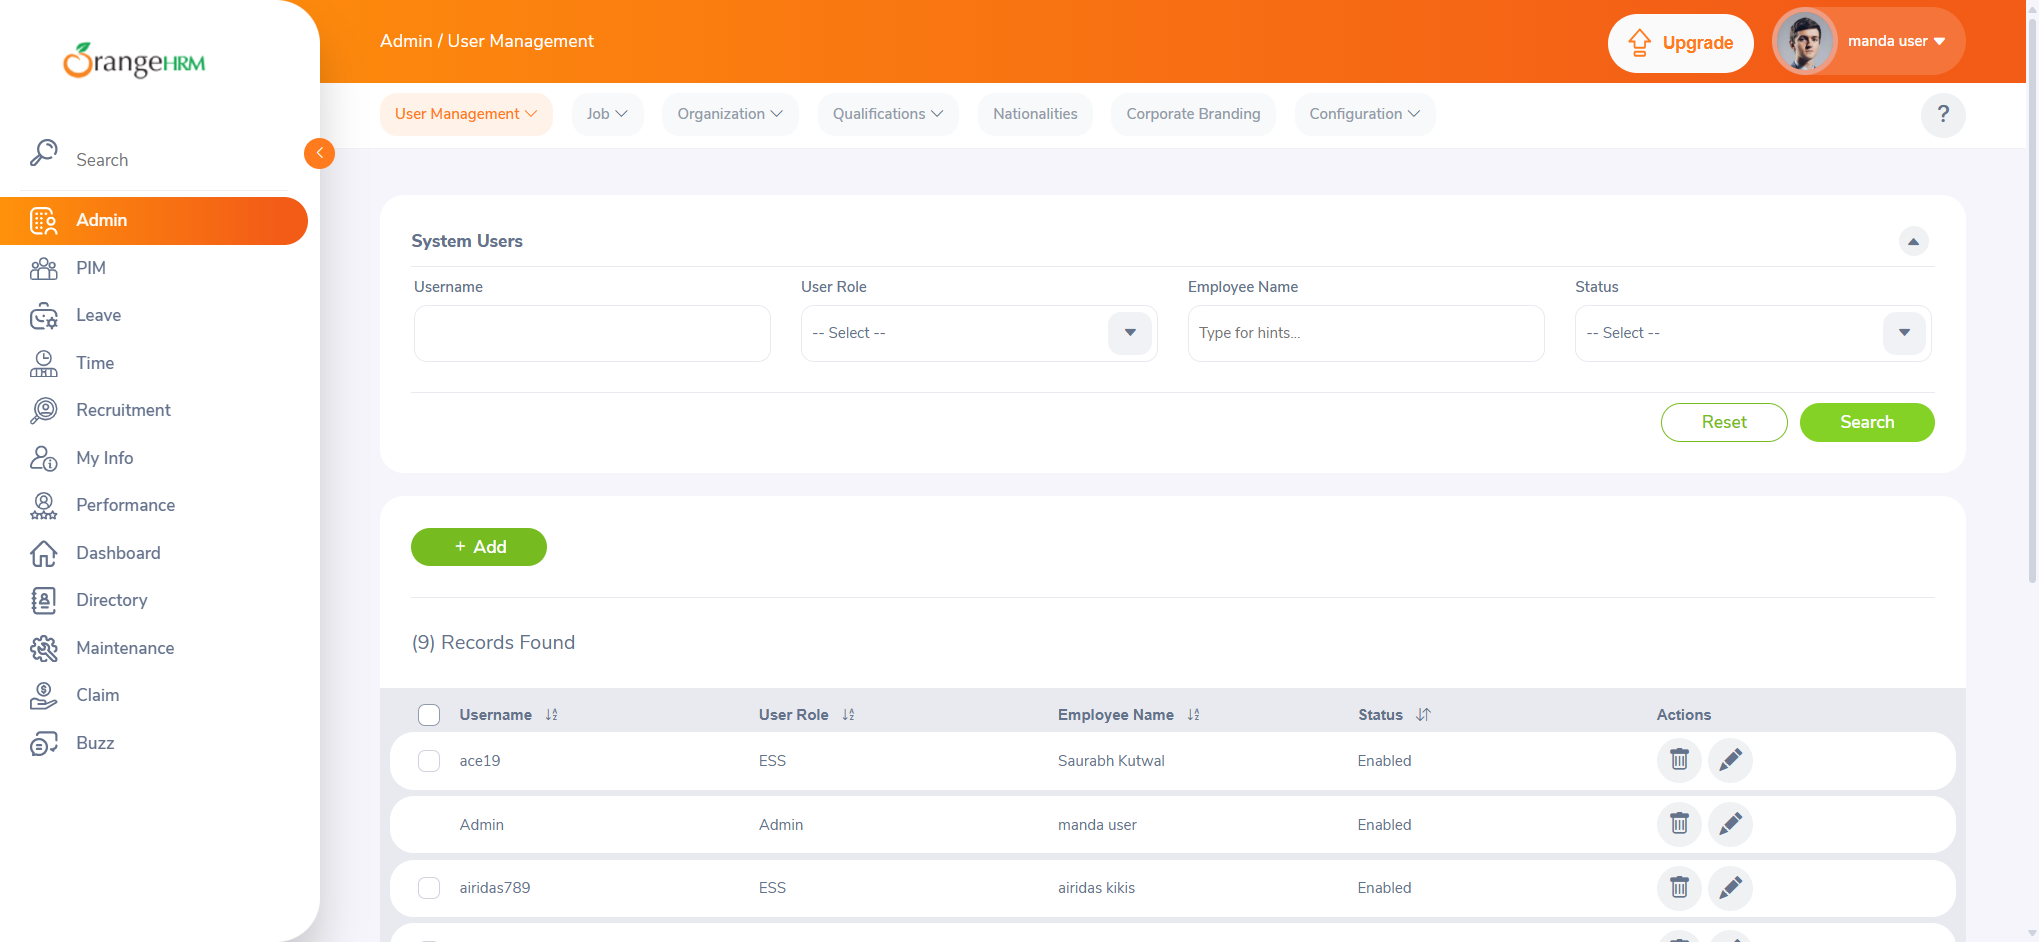 OrangeHRM
Admin / User Management
Upgrade
manda user
User Management
Job
Organization
Qualifications
Nationalities
Corporate Branding
Configuration
?
Search
Admin
PIM
Leave
Time
Recruitment
My Info
Performance
Dashboard
Directory
Maintenance
Claim
Buzz
System Users
Username
User Role
Employee Name
Status
-- Select --
Type for hints...
-- Select --
Reset
Search
+ Add
(9) Records Found
Username
User Role
Employee Name
Status
Actions
ace19
ESS
Saurabh Kutwal
Enabled
Admin
Admin
manda user
Enabled
airidas789
ESS
airidas kikis
Enabled